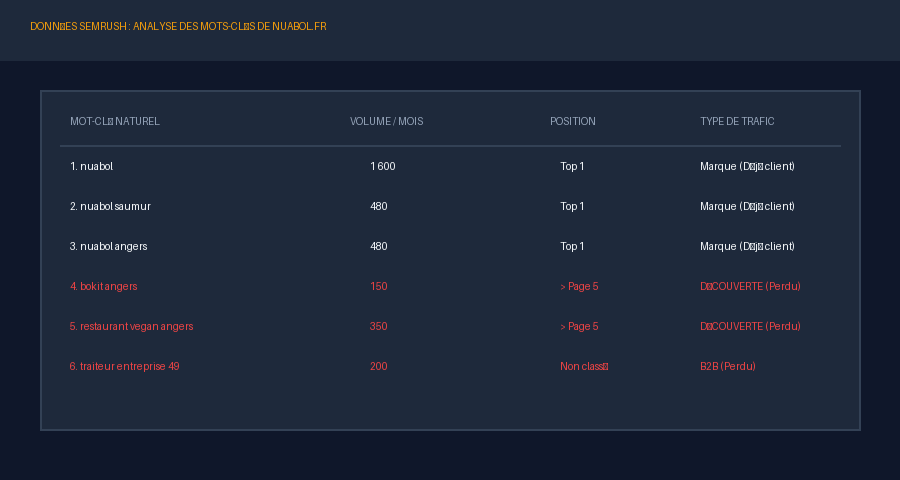 DONN▯ES SEMRUSH : ANALYSE DES MOTS-CL▯S DE NUABOL.FR
MOT-CL▯ NATUREL VOLUME / MOIS POSITION TYPE DE TRAFIC
1. nuabol 1 600 Top 1 Marque (D▯j▯ client)
2. nuabol saumur 480 Top 1 Marque (D▯j▯ client)
3. nuabol angers 480 Top 1 Marque (D▯j▯ client)
4. bokit angers 150 > Page 5 D▯COUVERTE (Perdu)
5. restaurant vegan angers 350 > Page 5 D▯COUVERTE (Perdu)
6. traiteur entreprise 49 200 Non class▯ B2B (Perdu)